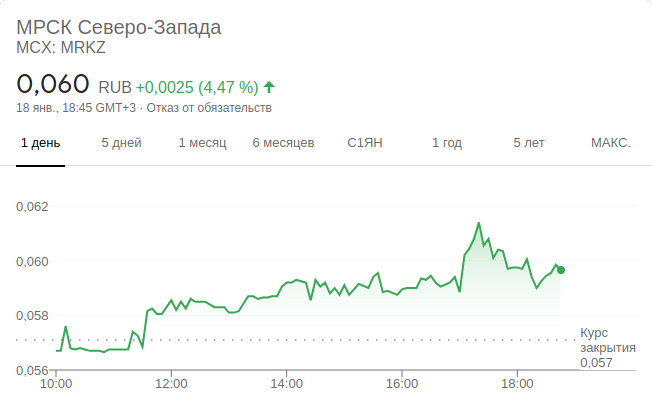 МРСК Северо-Запада
MCX: MRKZ
0,060 RUB +0,0025 (4,47 %)
18 янв., 18:45 GMT+3 · Отказ от обязательств
1 день 5 дней 1 месяц 6 месяцев С1ЯН 1 год 5 лет МАКС.
0,062
0,060
0,058
Курс
закрытия
0,057
0,056
10:00 12:00 14:00 16:00 18:00